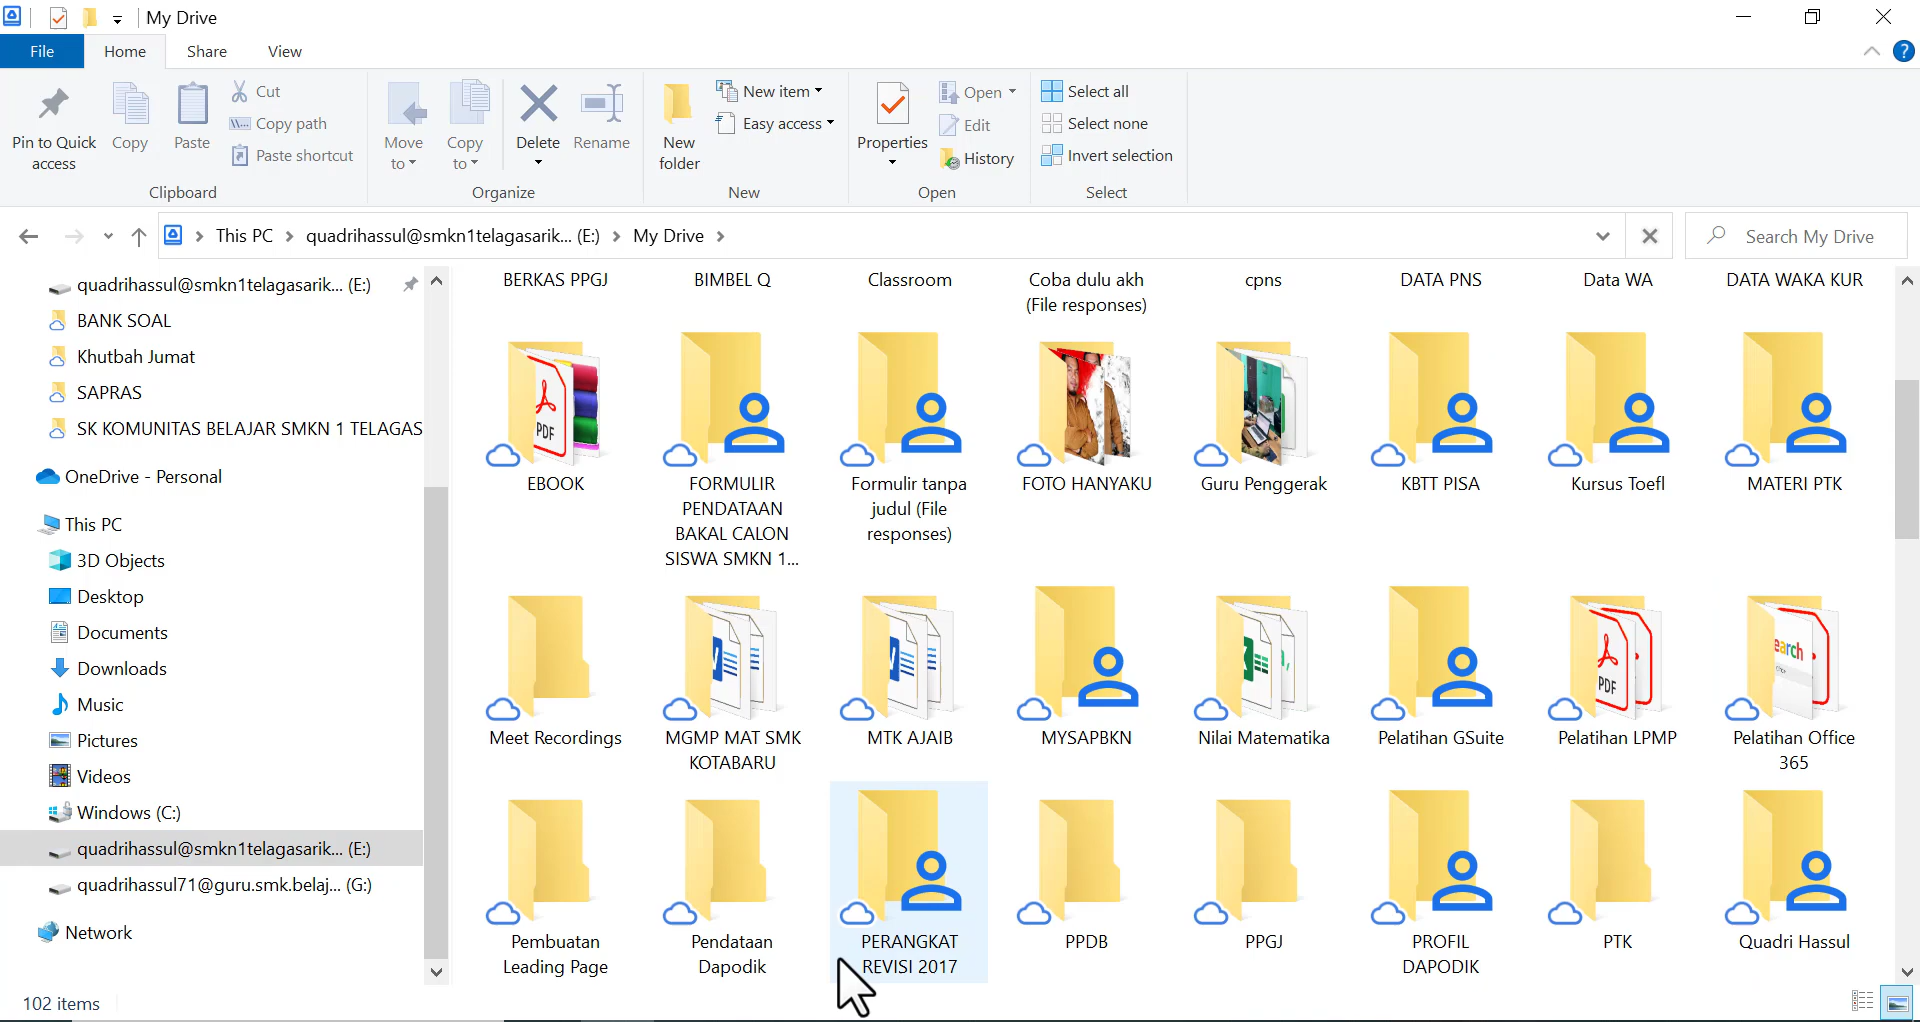 My Drive
File
Home
Share
View
Pin to Quick
access
Copy
Paste
Cut
Copy path
Paste shortcut
Clipboard
Move
to
Copy
to
Delete
Rename
Organize
New
folder
New item
Easy access
New
Properties
Open
Edit
History
Open
Select all
Select none
Invert selection
Select
This PC
quadrihassul@smkn1telagasarik... (E:)
My Drive
Search My Drive
quadrihassul@smkn1telagasarik... (E:)
BANK SOAL
Khutbah Jumat
SAPRAS
SK KOMUNITAS BELAJAR SMKN 1 TELAGAS
OneDrive - Personal
This PC
3D Objects
Desktop
Documents
Downloads
Music
Pictures
Videos
Windows (C:)
quadrihassul@smkn1telagasarik... (E:)
quadrihassul71@guru.smk.belaj... (G:)
Network
BERKAS PPGJ
BIMBEL Q
Classroom
Coba dulu akh
(File responses)
cpns
DATA PNS
Data WA
DATA WAKA KUR
PDF
EBOOK
FORMULIR
PENDATAAN
BAKAL CALON
SISWA SMKN 1...
Formulir tanpa
judul (File
responses)
FOTO HANYAKU
Guru Penggerak
KBTT PISA
Kursus Toefl
MATERI PTK
Meet Recordings
MGMP MAT SMK
KOTABARU
MTK AJAIB
MYSAPBKN
Nilai Matematika
Pelatihan GSuite
PDF
Pelatihan LPMP
earch
Pelatihan Office
365
Pembuatan
Leading Page
Pendataan
Dapodik
PERANGKAT
REVISI 2017
PPDB
PPGJ
PROFIL
DAPODIK
PTK
Quadri Hassul
102 items